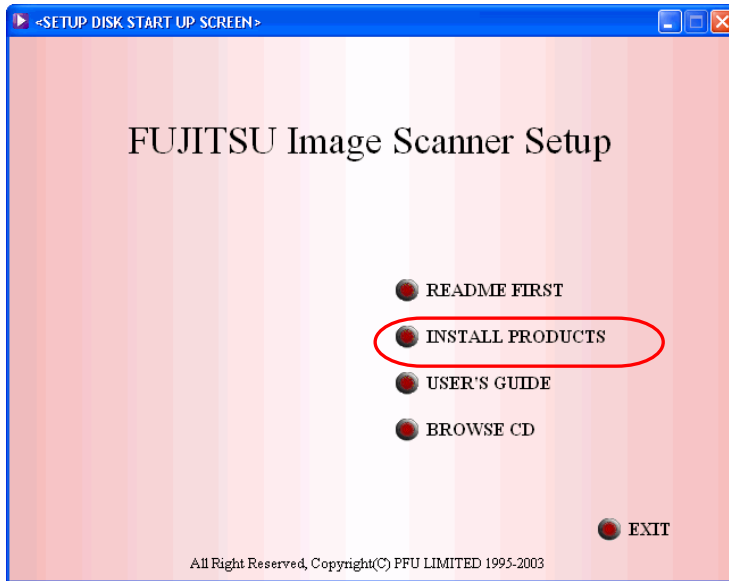 <SETUP DISK START UP SCREEN>
FUJITSU Image Scanner Setup
README FIRST
INSTALL PRODUCTS
USER'S GUIDE
BROWSE CD
EXIT
All Right Reserved, Copyright(C) PFU LIMITED 1995-2003